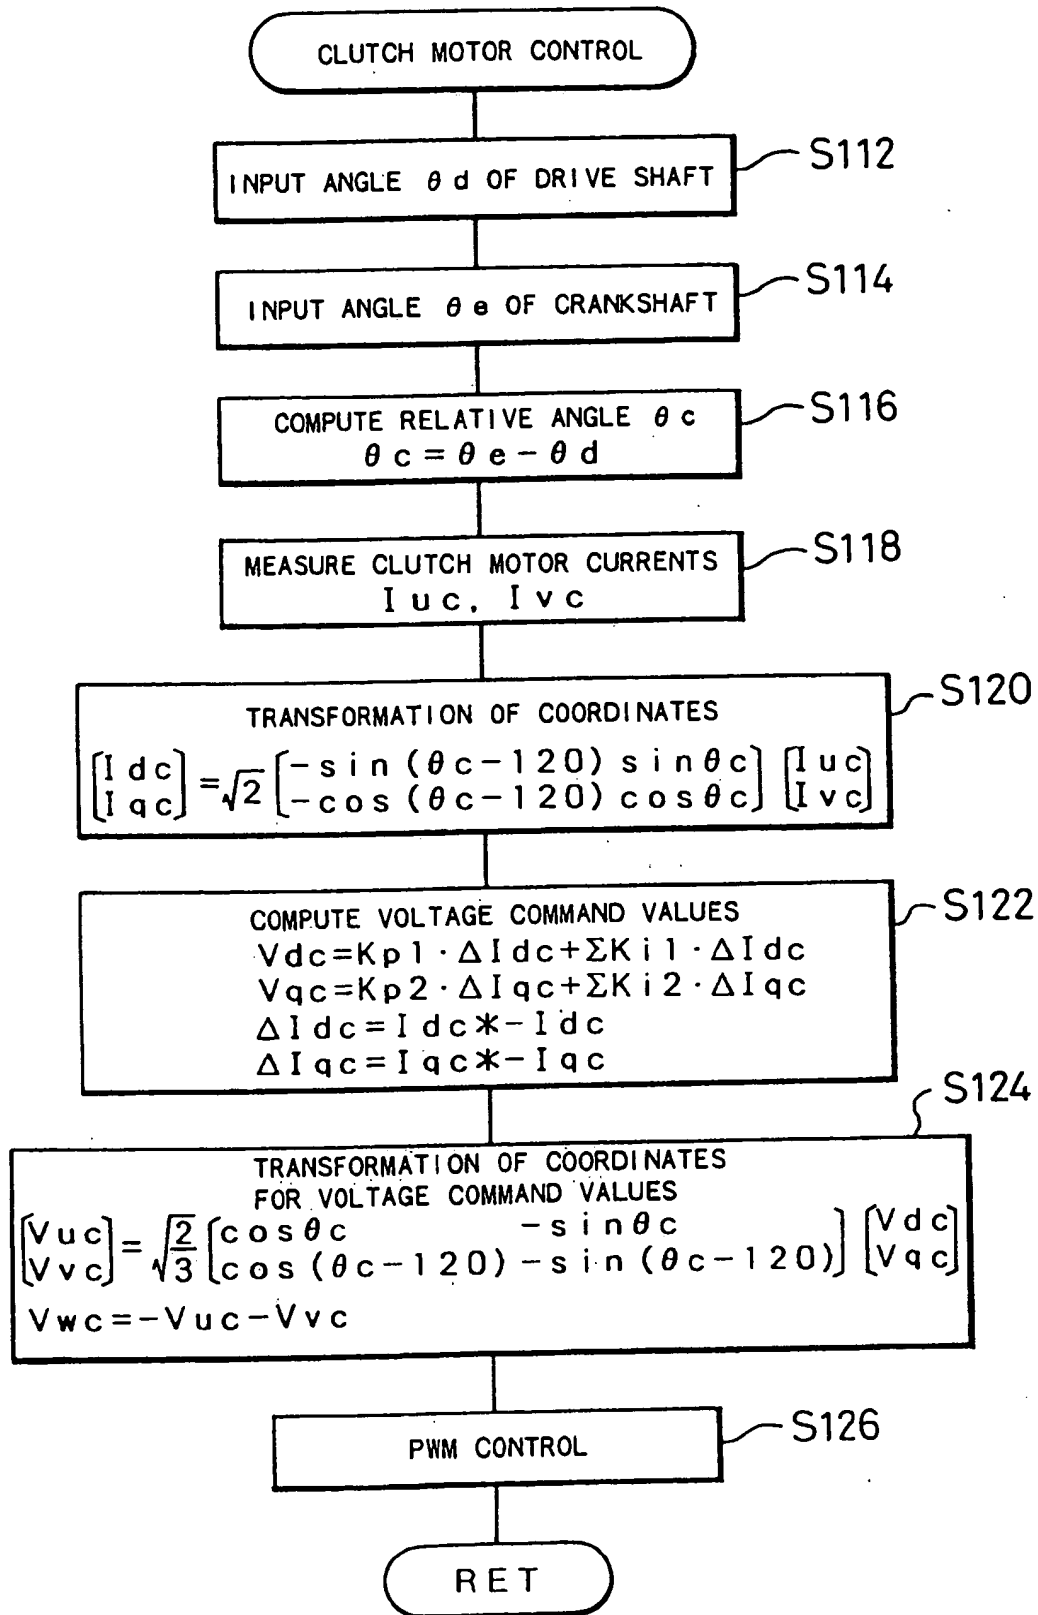 CLUTCH MOTOR CONTROL
INPUT ANGLE θd OF DRIVE SHAFT
S112
INPUT ANGLE θe OF CRANKSHAFT
S114
COMPUTE RELATIVE ANGLE θc
θc=θe-θd
S116
MEASURE CLUTCH MOTOR CURRENTS
Iuc, Ivc
S118
TRANSFORMATION OF COORDINATES
[Idc] =√2 [-sin(θc-120) sinθc] [Iuc]
[Iqc] [-cos(θc-120) cosθc] [Ivc]
S120
COMPUTE VOLTAGE COMMAND VALUES
Vdc=Kp1·ΔIdc+ΣKi1·ΔIdc
Vqc=Kp2·ΔIqc+ΣKi2·ΔIqc
ΔIdc=Idc*-Idc
ΔIqc=Iqc*-Iqc
S122
TRANSFORMATION OF COORDINATES
FOR VOLTAGE COMMAND VALUES
[Vuc] = √2/3 [cosθc -sinθc] [Vdc]
[Vvc] [cos(θc-120)-sin(θc-120)] [Vqc]
Vwc=-Vuc-Vvc
S124
PWM CONTROL
S126
RET